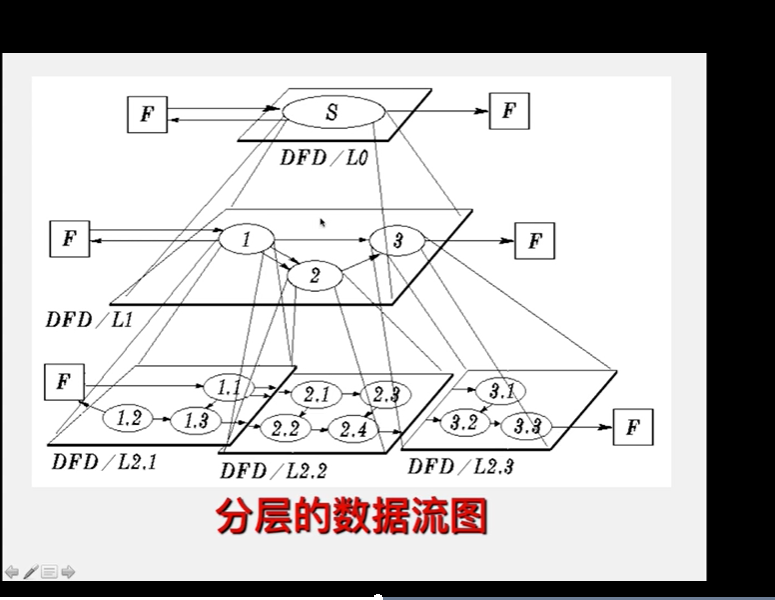 F S F
DFD/L0
F 1 3 F
2
DFD/L1
F 1.1 2.1 2.3 3.1
1.2 1.3 2.2 2.4 3.2 3.3 F
DFD/L2.1 DFD/L2.2 DFD/L2.3
分层的数据流图